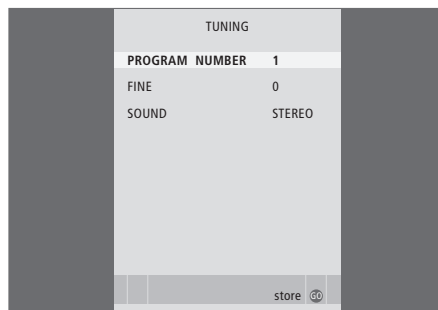 TUNING
PROGRAM NUMBER 1
FINE 0
SOUND STEREO
store GO